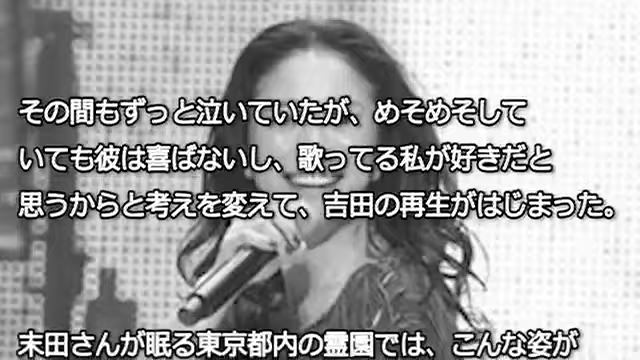 その間もずっと泣いていたが、めそめそして
いても彼は喜ばないし、歌ってる私が好きだと
思うからと考えを変えて、吉田の再生がはじまった。
末田さんが眠る東京都内の霊園では、こんな姿が